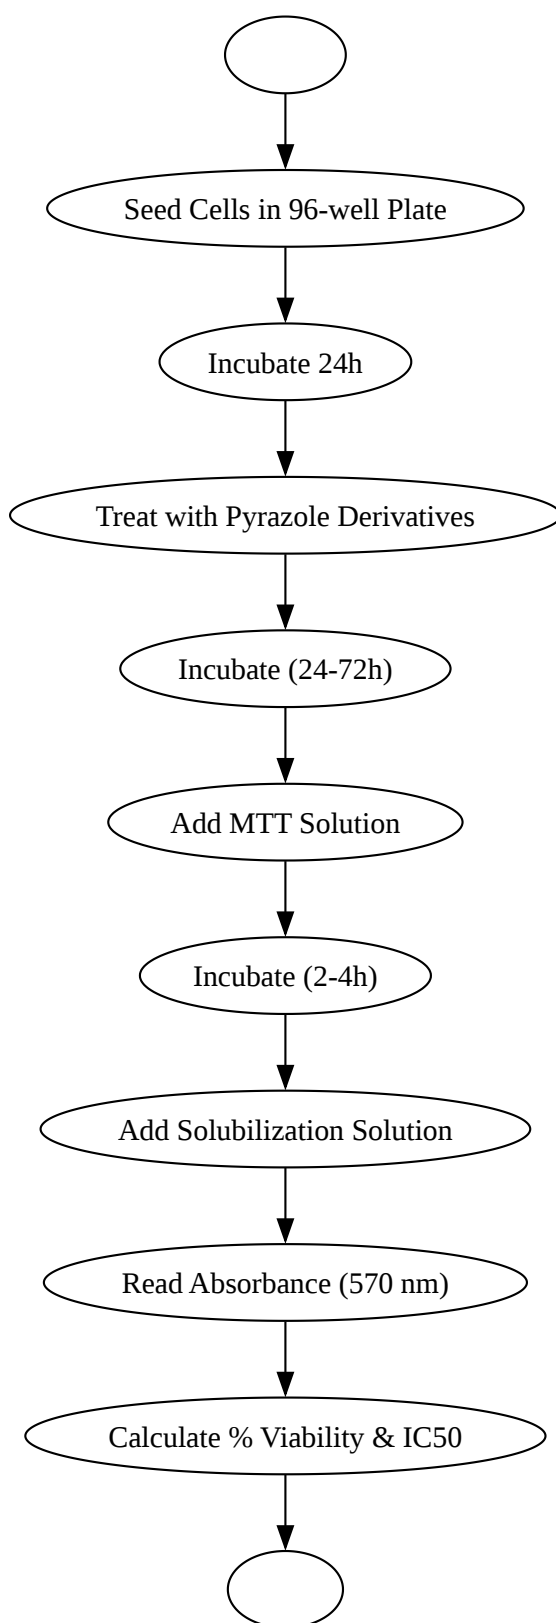 Seed Cells in 96-well Plate
Incubate 24h
Treat with Pyrazole Derivatives
Incubate (24-72h)
Add MTT Solution
Incubate (2-4h)
Add Solubilization Solution
Read Absorbance (570 nm)
Calculate % Viability & IC50